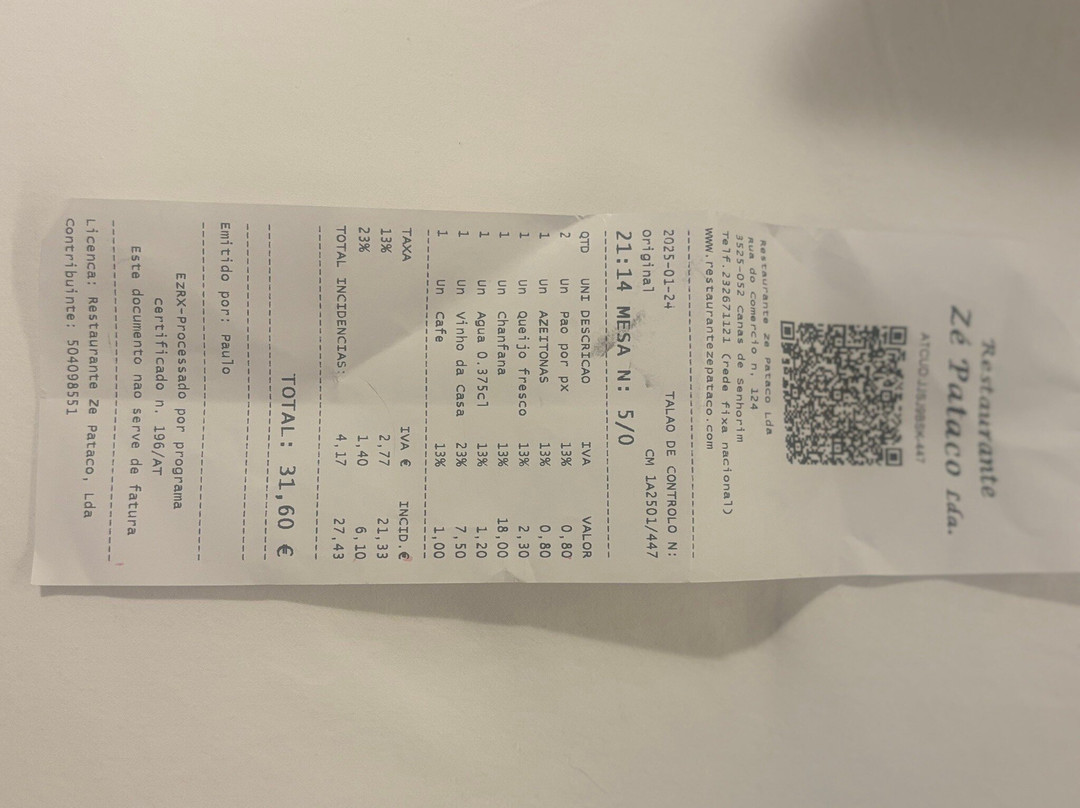 Restaurante
Zé Pataco Lda.
Restaurante Ze Pataco Lda
Rua do Comercio n. 124
3525-052 Canas de Senhorim
Telf.232671121 (rede fixa nacional)
www.restaurantezepataco.com
2025-01-24 TALAO DE CONTROLO N:
Original CM 1A2501/447
21:14 MESA N: 5/0
QTD UNI DESCRICAO IVA VALOR
2 Un Pao por px 13% 0,80
1 Un AZEITONAS 13% 0,80
1 Un Queijo fresco 13% 2,30
1 Un Chanfana 13% 18,00
1 Un Agua 0.375cl 13% 1,20
1 Un Vinho da Casa 23% 7,50
1 Un Cafe 13% 1,00
TAXA IVA € INCID.€
13% 2,77 21,33
23% 1,40 6,10
TOTAL INCIDENCIAS: 4,17 27,43
TOTAL: 31,60 €
Emitido por: Paulo
EzRX-Processado por programa
certificado n. 196/AT
Este documento nao serve de fatura
Licenca: Restaurante Ze Pataco, Lda
Contribuinte: 504098551